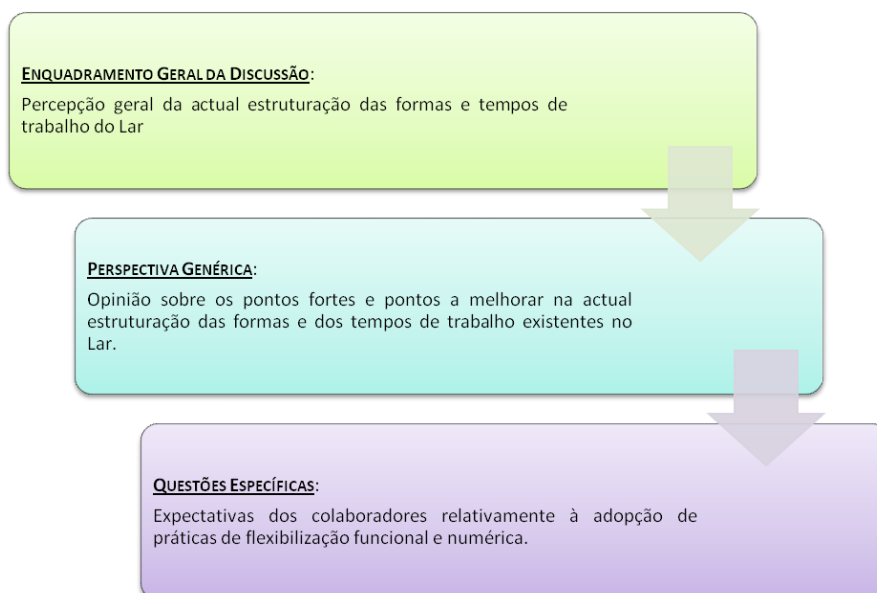 ENQUADRAMENTO GERAL DA DISCUSSÃO:
Percepção geral da actual estruturação das formas e tempos de
trabalho do Lar
PERSPECTIVA GENÉRICA:
Opinião sobre os pontos fortes e pontos a melhorar na actual
estruturação das formas e dos tempos de trabalho existentes no
Lar.
QUESTÕES ESPECÍFICAS:
Expectativas dos colaboradores relativamente à adopção de
práticas de flexibilização funcional e numérica.